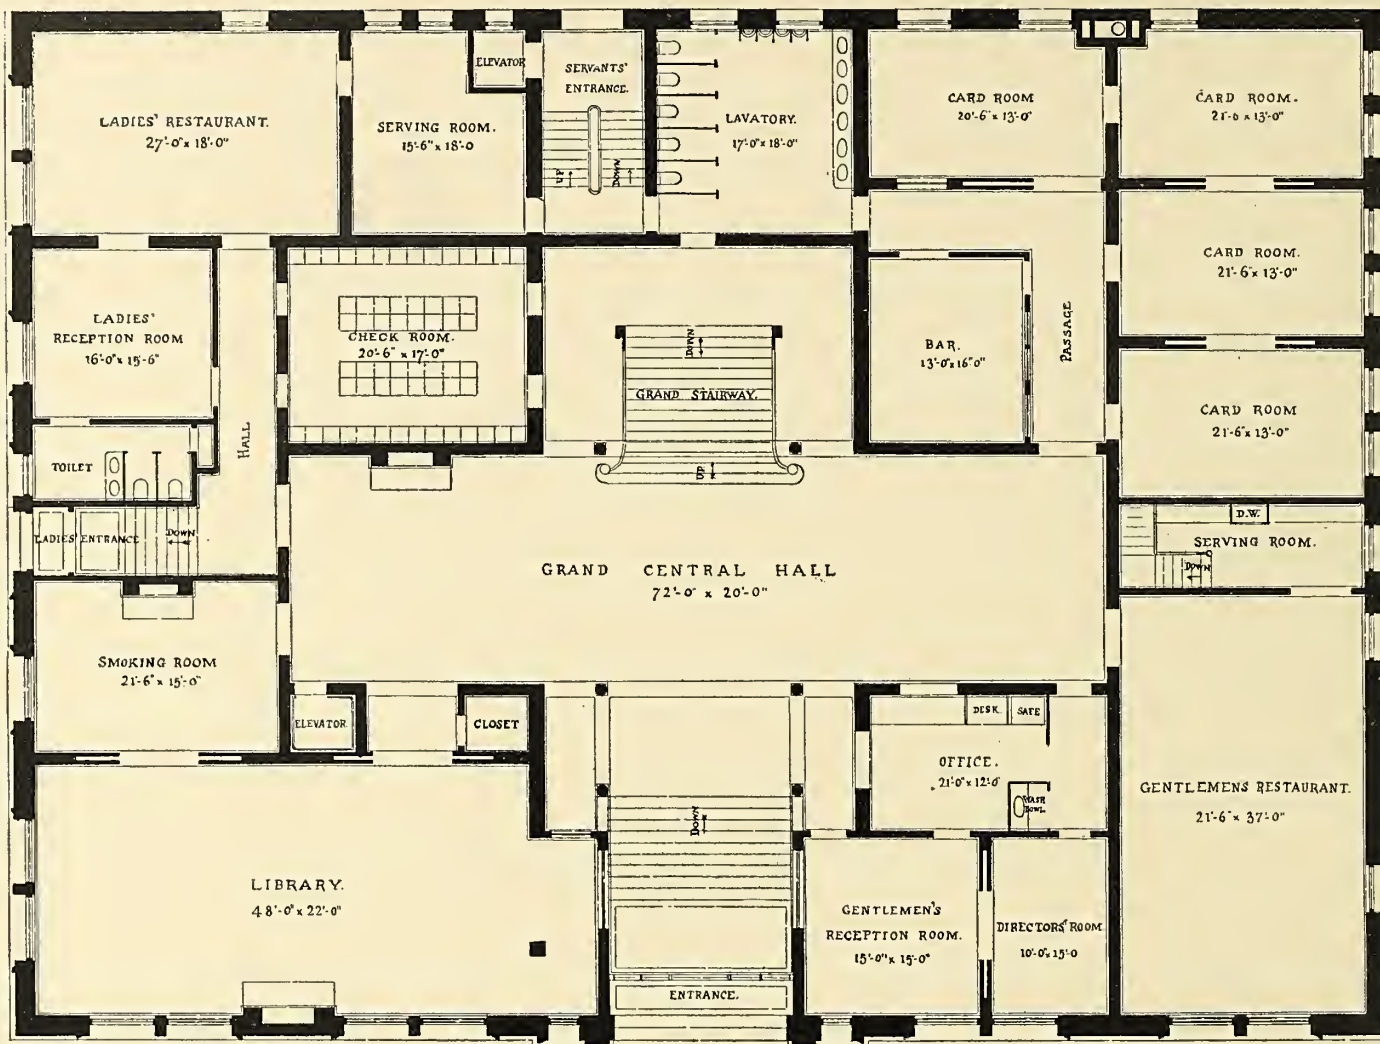 LADIES' RESTAURANT.
27'-0" x 18'-0"
SERVING ROOM.
15'-6" x 18-0
ELEVATOR
SERVANTS'
ENTRANCE.
UP
DOWN
LAVATORY.
17'-0" x 18'-0"
CARD ROOM
20'-6" x 13'-0"
CARD ROOM.
21'-6 x 13'-0"
LADIES'
RECEPTION ROOM
16'-0" x 15'-6"
CHECK ROOM.
20'-6" x 17'-0"
DOWN
GRAND STAIRWAY.
UP
BAR.
13'-0" x 16'0"
PASSAGE
CARD ROOM.
21'-6" x 13'-0"
CARD ROOM
21'-6" x 13'-0"
TOILET
HALL
LADIES' ENTRANCE
DOWN
GRAND CENTRAL HALL
72'-0" x 20'-0"
D.W.
SERVING ROOM.
DOWN
SMOKING ROOM
21'-6" x 15'-0"
ELEVATOR
CLOSET
DOWN
DESK
SAFE
OFFICE.
21'-0" x 12'-0"
WASH
BOWL
GENTLEMENS RESTAURANT.
21'-6" x 37'-0"
LIBRARY.
48'-0" x 22'-0"
GENTLEMEN'S
RECEPTION ROOM.
15'-0" x 15'-0"
DIRECTORS' ROOM
10'-0" x 15'-0
ENTRANCE.